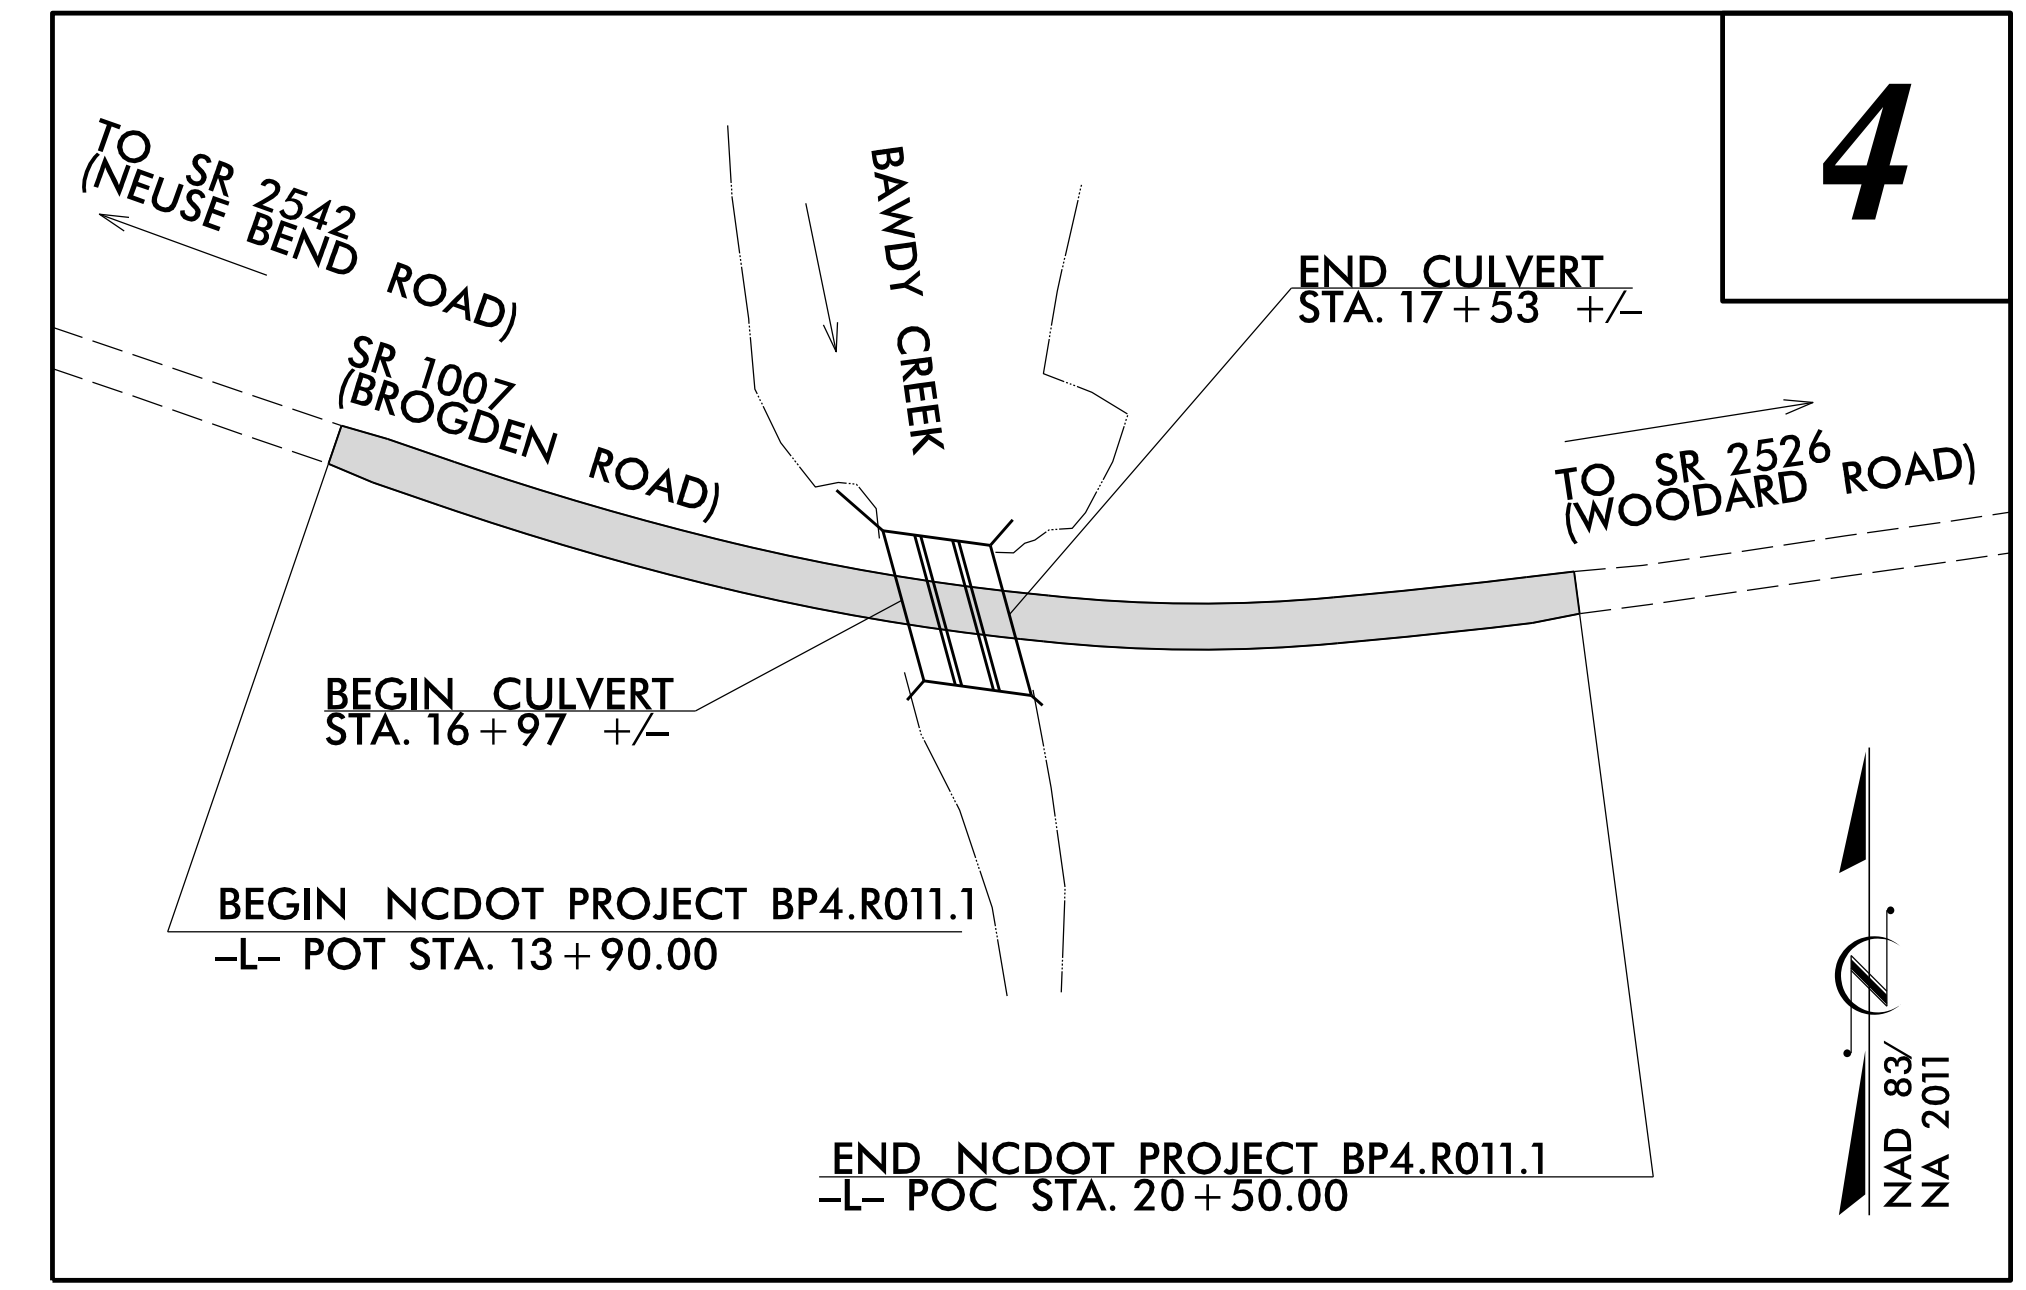 4
TO SR 2542
(NEUSE BEND ROAD)
SR 1007
(BROGDEN ROAD)
BAWDY CREEK
END CULVERT
STA. 17+53 +/-
TO SR 2526
(WOODARD ROAD)
BEGIN CULVERT
STA. 16+97 +/-
BEGIN NCDOT PROJECT BP4.R011.1
-L- POT STA. 13+90.00
END NCDOT PROJECT BP4.R011.1
-L- POC STA. 20+50.00
N
NAD 83/
NA 2011